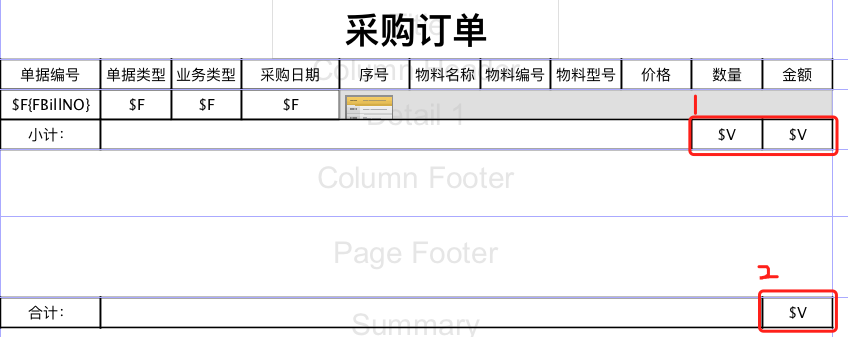 Title
采购订单
Column Header
单据编号 单据类型 业务类型 采购日期 序号 物料名称 物料编号 物料型号 价格 数量 金额
$F{FBillNO} $F $F $F
1
Detail 1
小计: $V $V
Column Footer
Page Footer
2
合计: $V
Summary